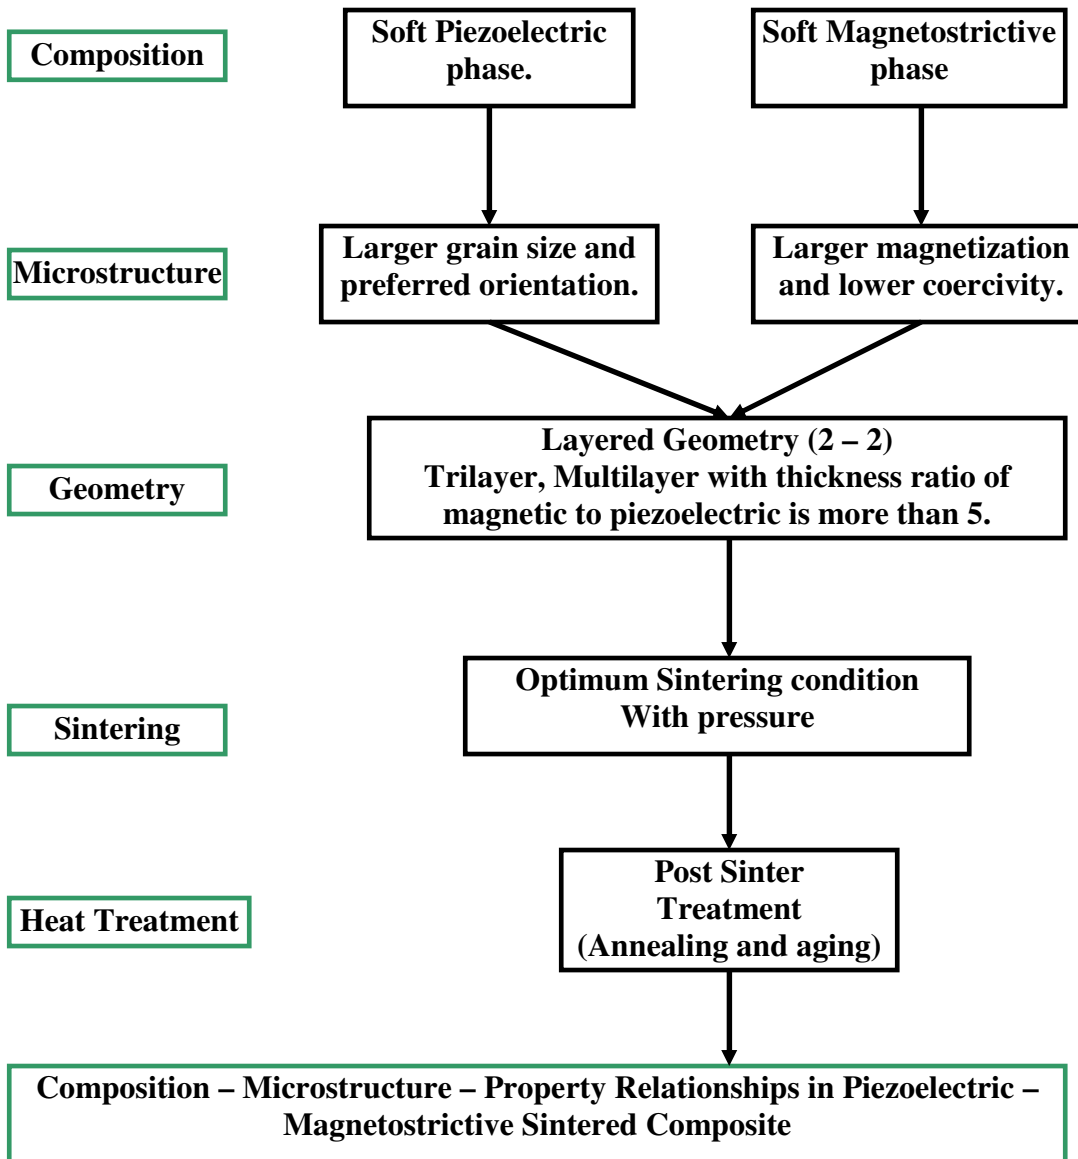 Composition
Soft Piezoelectric
phase.
Soft Magnetostrictive
phase
Microstructure
Larger grain size and
preferred orientation.
Larger magnetization
and lower coercivity.
Geometry
Layered Geometry (2 – 2)
Trilayer, Multilayer with thickness ratio of
magnetic to piezoelectric is more than 5.
Sintering
Optimum Sintering condition
With pressure
Heat Treatment
Post Sinter
Treatment
(Annealing and aging)
Composition – Microstructure – Property Relationships in Piezoelectric –
Magnetostrictive Sintered Composite